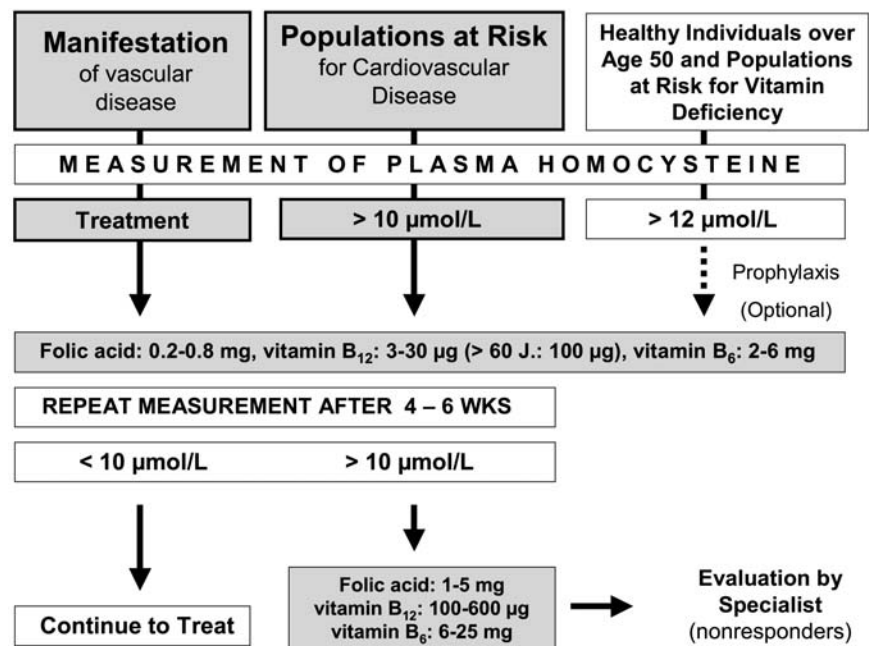 Manifestation
of vascular
disease
Populations at Risk
for Cardiovascular
Disease
Healthy Individuals over
Age 50 and Populations
at Risk for Vitamin
Deficiency
MEASUREMENT OF PLASMA HOMOCYSTEINE
Treatment
> 10 µmol/L
> 12 µmol/L
Prophylaxis
(Optional)
Folic acid: 0.2-0.8 mg, vitamin B₁₂: 3-30 µg (> 60 J.: 100 µg), vitamin B₆: 2-6 mg
REPEAT MEASUREMENT AFTER 4 – 6 WKS
< 10 µmol/L
> 10 µmol/L
Continue to Treat
Folic acid: 1-5 mg
vitamin B₁₂: 100-600 µg
vitamin B₆: 6-25 mg
Evaluation by
Specialist
(nonresponders)